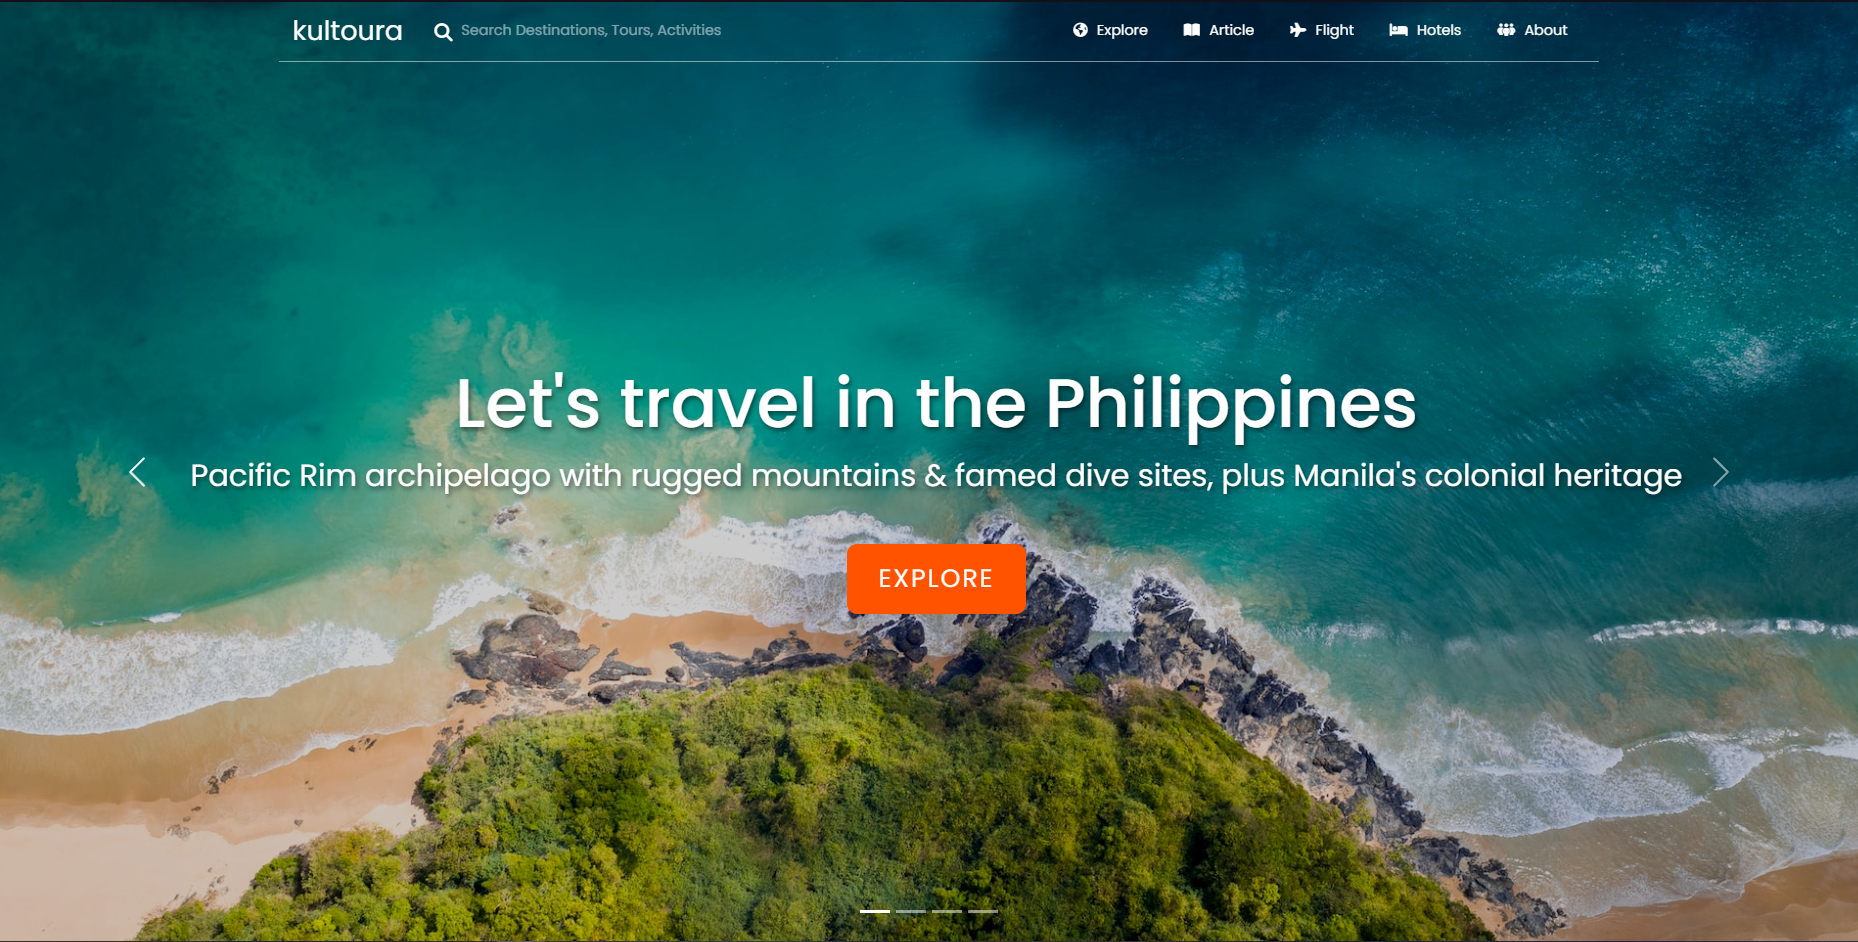 kultoura
Search Destinations, Tours, Activities
Explore
Article
Flight
Hotels
About
Let's travel in the Philippines
Pacific Rim archipelago with rugged mountains & famed dive sites, plus Manila's colonial heritage
EXPLORE